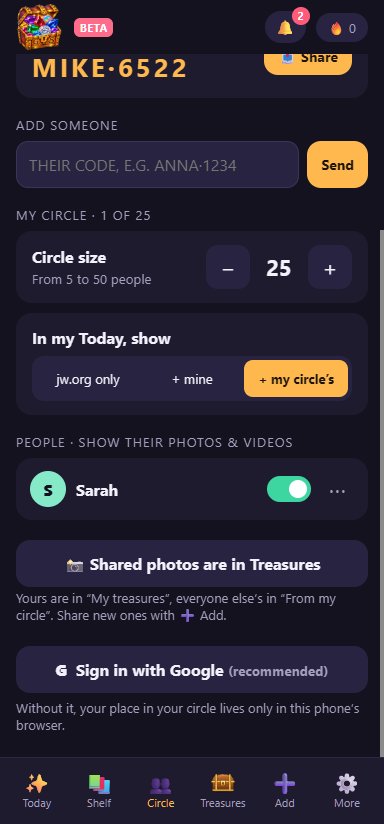 BETA
2
0
MIKE·6522
Share
ADD SOMEONE
THEIR CODE, E.G. ANNA·1234
Send
MY CIRCLE · 1 OF 25
Circle size
From 5 to 50 people
–
25
+
In my Today, show
jw.org only
+ mine
+ my circle’s
PEOPLE · SHOW THEIR PHOTOS & VIDEOS
S
Sarah
···
Shared photos are in Treasures
Yours are in “My treasures”, everyone else’s in “From my
circle”. Share new ones with ➕ Add.
G Sign in with Google (recommended)
Without it, your place in your circle lives only in this phone’s
browser.
Today
Shelf
Circle
Treasures
Add
More